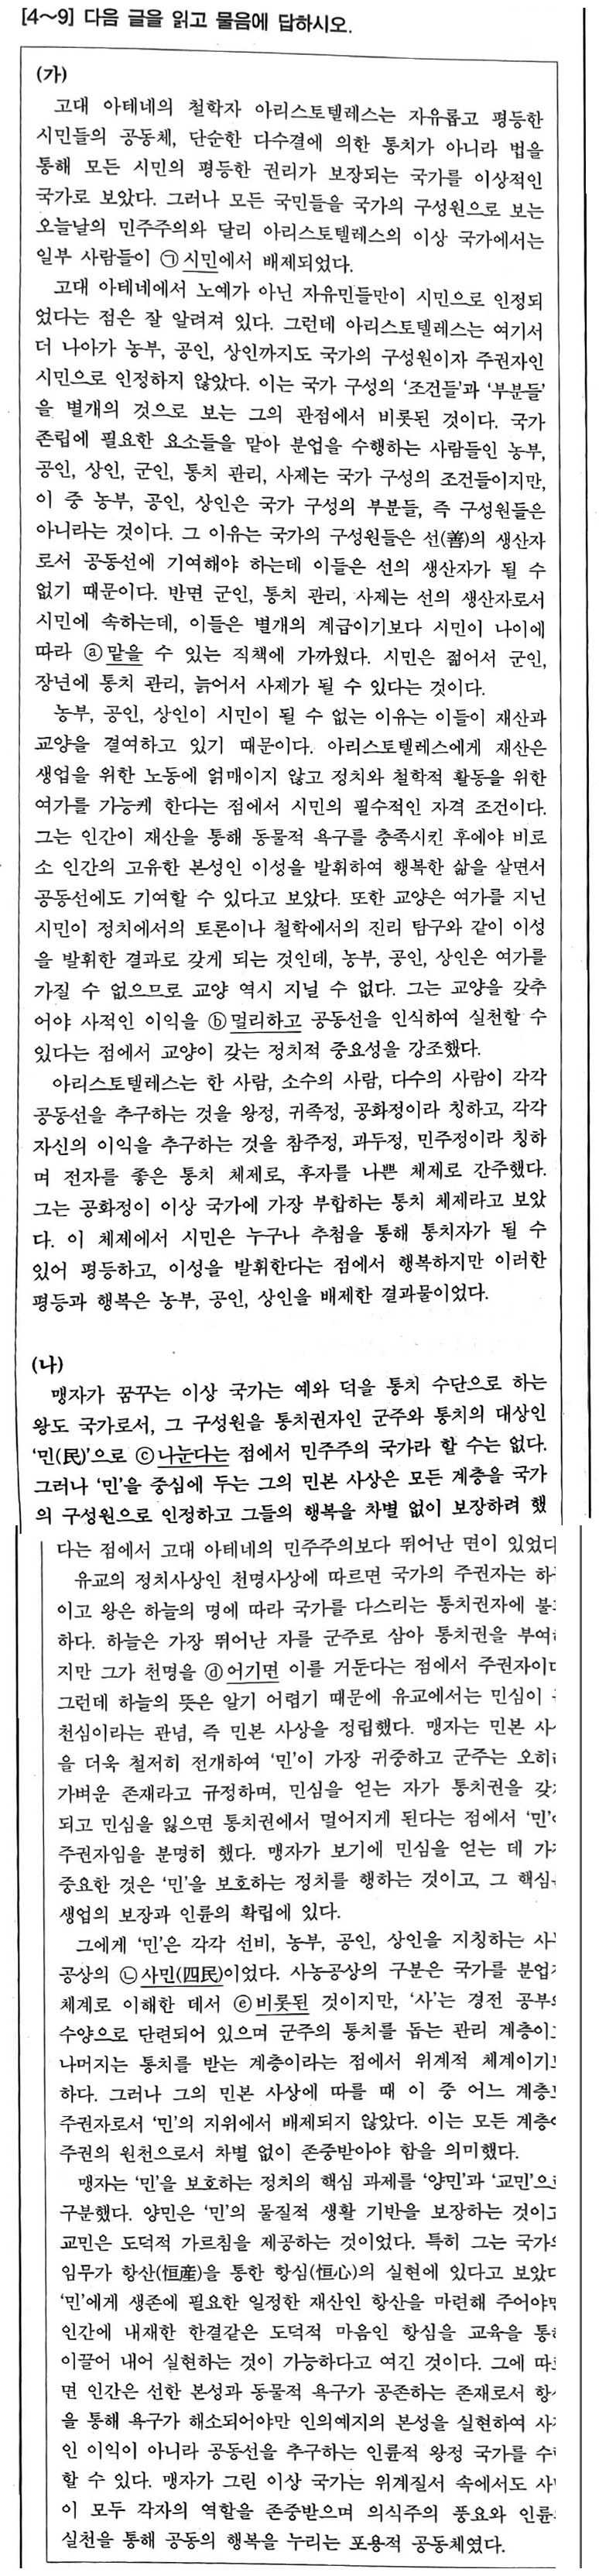 [4～9] 다음 글을 읽고 물음에 답하시오.
(가)
고대 아테네의 철학자 아리스토텔레스는 자유롭고 평등한
시민들의 공동체, 단순한 다수결에 의한 통치가 아니라 법을
통해 모든 시민의 평등한 권리가 보장되는 국가를 이상적인
국가로 보았다. 그러나 모든 국민들을 국가의 구성원으로 보는
오늘날의 민주주의와 달리 아리스토텔레스의 이상 국가에서는
일부 사람들이 ㉠시민에서 배제되었다.
고대 아테네에서 노예가 아닌 자유민들만이 시민으로 인정되
었다는 점은 잘 알려져 있다. 그런데 아리스토텔레스는 여기서
더 나아가 농부, 공인, 상인까지도 국가의 구성원이자 주권자인
시민으로 인정하지 않았다. 이는 국가 구성의 ‘조건들’과 ‘부분들’
을 별개의 것으로 보는 그의 관점에서 비롯된 것이다. 국가
존립에 필요한 요소들을 맡아 분업을 수행하는 사람들인 농부,
공인, 상인, 군인, 통치 관리, 사제는 국가 구성의 조건들이지만,
이 중 농부, 공인, 상인은 국가 구성의 부분들, 즉 구성원들은
아니라는 것이다. 그 이유는 국가의 구성원들은 선(善)의 생산자
로서 공동선에 기여해야 하는데 이들은 선의 생산자가 될 수
없기 때문이다. 반면 군인, 통치 관리, 사제는 선의 생산자로서
시민에 속하는데, 이들은 별개의 계급이기보다 시민이 나이에
따라 ⓐ맡을 수 있는 직책에 가까웠다. 시민은 젊어서 군인,
장년에 통치 관리, 늙어서 사제가 될 수 있다는 것이다.
농부, 공인, 상인이 시민이 될 수 없는 이유는 이들이 재산과
교양을 결여하고 있기 때문이다. 아리스토텔레스에게 재산은
생업을 위한 노동에 얽매이지 않고 정치와 철학적 활동을 위한
여가를 가능케 한다는 점에서 시민의 필수적인 자격 조건이다.
그는 인간이 재산을 통해 동물적 욕구를 충족시킨 후에야 비로
소 인간의 고유한 본성인 이성을 발휘하여 행복한 삶을 살면서
공동선에도 기여할 수 있다고 보았다. 또한 교양은 여가를 지닌
시민이 정치에서의 토론이나 철학에서의 진리 탐구와 같이 이성
을 발휘한 결과로 갖게 되는 것인데, 농부, 공인, 상인은 여가를
가질 수 없으므로 교양 역시 지닐 수 없다. 그는 교양을 갖추
어야 사적인 이익을 ⓑ멀리하고 공동선을 인식하여 실천할 수
있다는 점에서 교양이 갖는 정치적 중요성을 강조했다.
아리스토텔레스는 한 사람, 소수의 사람, 다수의 사람이 각각
공동선을 추구하는 것을 왕정, 귀족정, 공화정이라 칭하고, 각각
자신의 이익을 추구하는 것을 참주정, 과두정, 민주정이라 칭하
며 전자를 좋은 통치 체제로, 후자를 나쁜 체제로 간주했다.
그는 공화정이 이상 국가에 가장 부합하는 통치 체제라고 보았
다. 이 체제에서 시민은 누구나 추첨을 통해 통치자가 될 수
있어 평등하고, 이성을 발휘한다는 점에서 행복하지만 이러한
평등과 행복은 농부, 공인, 상인을 배제한 결과물이었다.
(나)
맹자가 꿈꾸는 이상 국가는 예와 덕을 통치 수단으로 하는
왕도 국가로서, 그 구성원을 통치권자인 군주와 통치의 대상인
‘민(民)’으로 ⓒ나눈다는 점에서 민주주의 국가라 할 수는 없다.
그러나 ‘민’을 중심에 두는 그의 민본 사상은 모든 계층을 국가
의 구성원으로 인정하고 그들의 행복을 차별 없이 보장하려 했
다는 점에서 고대 아테네의 민주주의보다 뛰어난 면이 있었다
유교의 정치사상인 천명사상에 따르면 국가의 주권자는 하
이고 왕은 하늘의 명에 따라 국가를 다스리는 통치권자에 불
하다. 하늘은 가장 뛰어난 자를 군주로 삼아 통치권을 부여
지만 그가 천명을 ⓓ어기면 이를 거둔다는 점에서 주권자이
그런데 하늘의 뜻은 알기 어렵기 때문에 유교에서는 민심이
천심이라는 관념, 즉 민본 사상을 정립했다. 맹자는 민본 사
을 더욱 철저히 전개하여 ‘민’이 가장 귀중하고 군주는 오히
가벼운 존재라고 규정하며, 민심을 얻는 자가 통치권을 갖
되고 민심을 잃으면 통치권에서 멀어지게 된다는 점에서 ‘민’
주권자임을 분명히 했다. 맹자가 보기에 민심을 얻는 데 가
중요한 것은 ‘민’을 보호하는 정치를 행하는 것이고, 그 핵심
생업의 보장과 인륜의 확립에 있다.
그에게 ‘민’은 각각 선비, 농부, 공인, 상인을 지칭하는 사
공상의 ㉡사민(四民)이었다. 사농공상의 구분은 국가를 분업
체계로 이해한 데서 ⓔ비롯된 것이지만, ‘사’는 경전 공부
수양으로 단련되어 있으며 군주의 통치를 돕는 관리 계층이
나머지는 통치를 받는 계층이라는 점에서 위계적 체계이기
하다. 그러나 그의 민본 사상에 따를 때 이 중 어느 계층
주권자로서 ‘민’의 지위에서 배제되지 않았다. 이는 모든 계층
주권의 원천으로서 차별 없이 존중받아야 함을 의미했다.
맹자는 ‘민’을 보호하는 정치의 핵심 과제를 ‘양민’과 ‘교민’으
구분했다. 양민은 ‘민’의 물질적 생활 기반을 보장하는 것이
교민은 도덕적 가르침을 제공하는 것이었다. 특히 그는 국가
임무가 항산(恒産)을 통한 항심(恒心)의 실현에 있다고 보았다
‘민’에게 생존에 필요한 일정한 재산인 항산을 마련해 주어야
인간에 내재한 한결같은 도덕적 마음인 항심을 교육을 통
이끌어 내어 실현하는 것이 가능하다고 여긴 것이다. 그에 따
면 인간은 선한 본성과 동물적 욕구가 공존하는 존재로서 항
을 통해 욕구가 해소되어야만 인의예지의 본성을 실현하여 사
인 이익이 아니라 공동선을 추구하는 인륜적 왕정 국가를 수
할 수 있다. 맹자가 그린 이상 국가는 위계질서 속에서도 사
이 모두 각자의 역할을 존중받으며 의식주의 풍요와 인륜
실천을 통해 공동의 행복을 누리는 포용적 공동체였다.